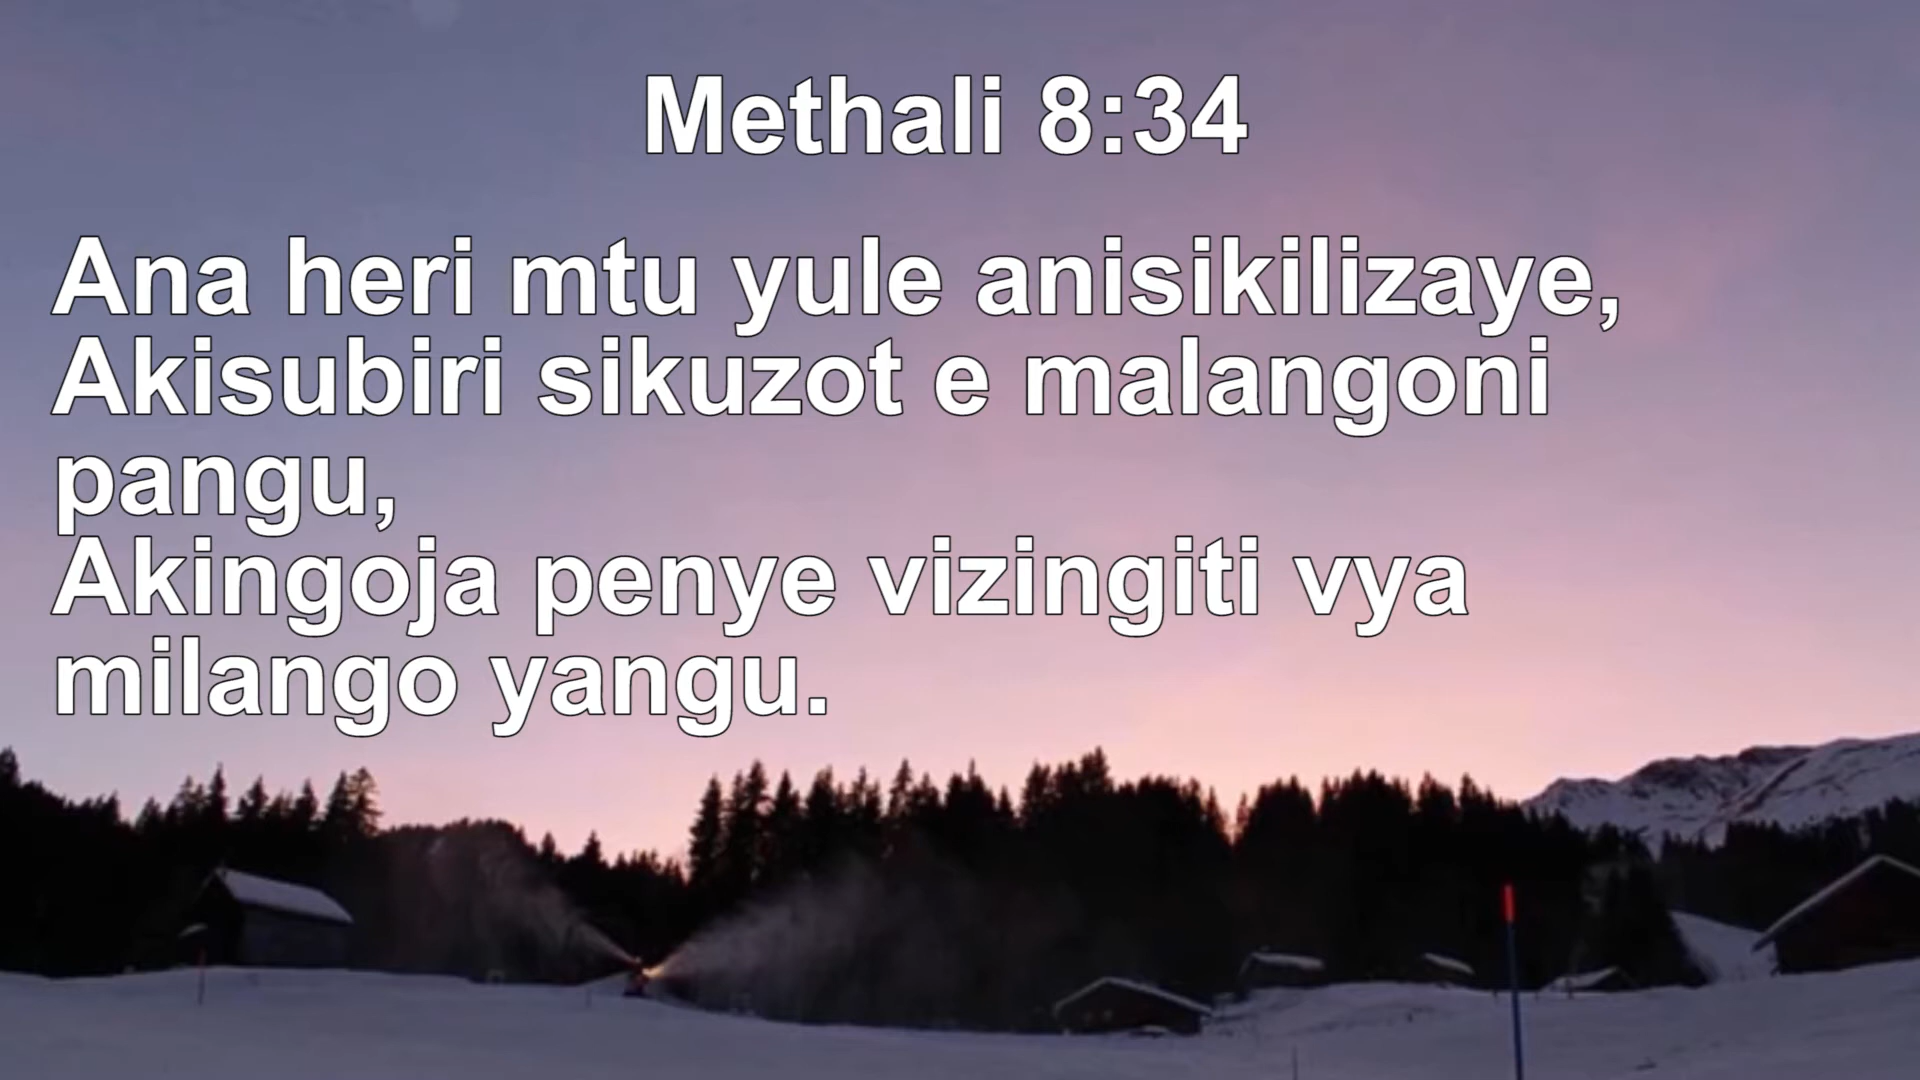 Methali 8:34
Ana heri mtu yule anisikilizaye,
Akisubiri sikuzot e malangoni
pangu,
Akingoja penye vizingiti vya
milango yangu.